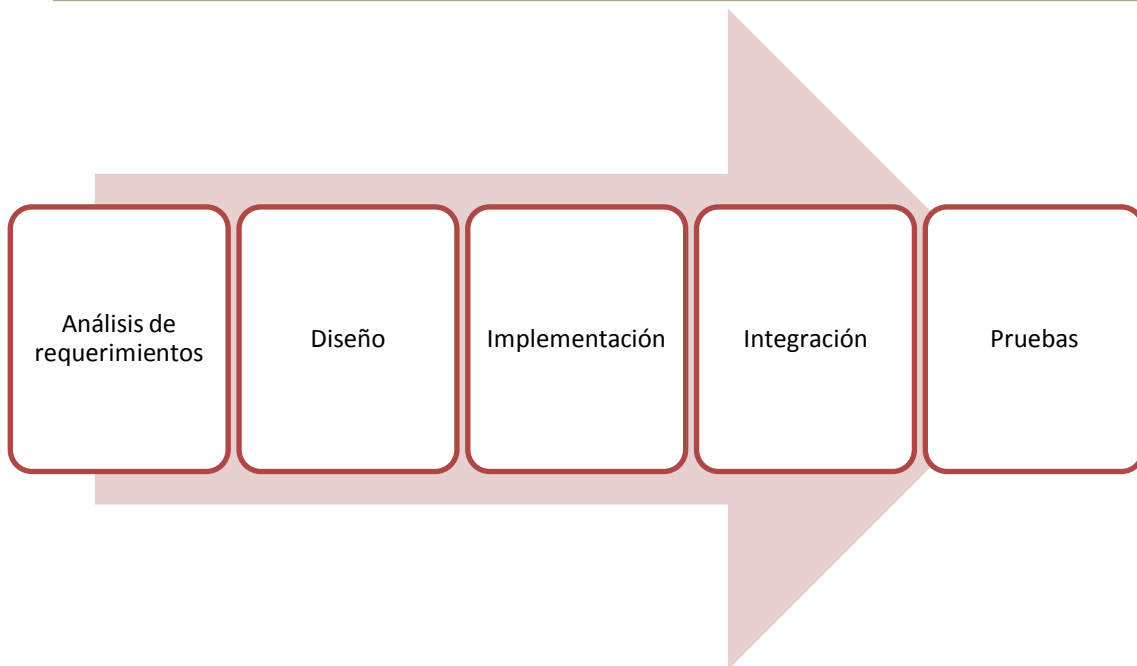 Análisis de
requerimientos
Diseño
Implementación
Integración
Pruebas